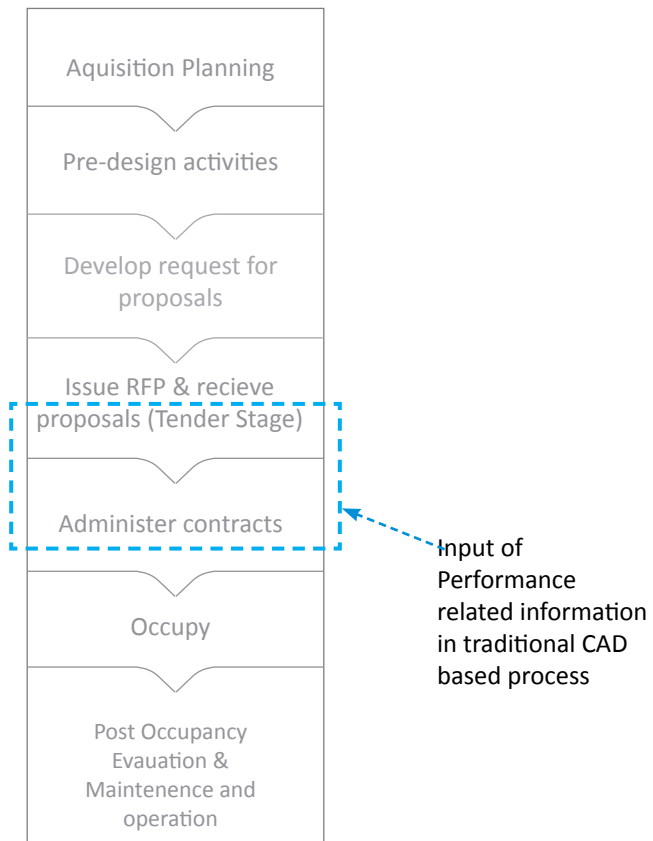 Aquisition Planning
Pre-design activities
Develop request for
proposals
Issue RFP & recieve
proposals (Tender Stage)
Administer contracts
Input of
Performance
related information
in traditional CAD
based process
Occupy
Post Occupancy
Evauation &
Maintenence and
operation